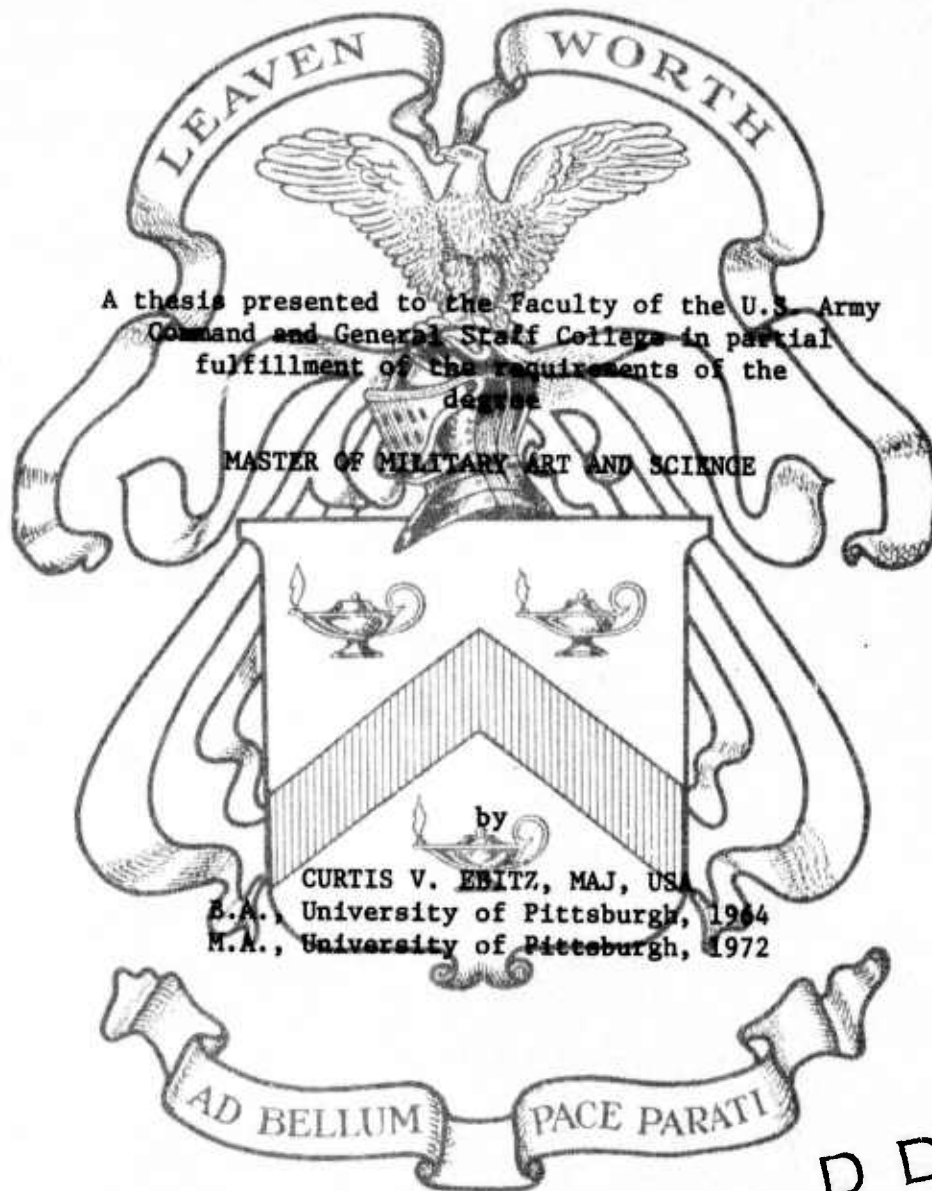 LEAVEN WORTH
A thesis presented to the Faculty of the U.S. Army
Command and General Staff College in partial
fulfillment of the requirements of the
degree
MASTER OF MILITARY ART AND SCIENCE
by
CURTIS V. EBITZ, MAJ, USA
B.A., University of Pittsburgh, 1964
M.A., University of Pittsburgh, 1972
AD BELLUM PACE PARATI
D D